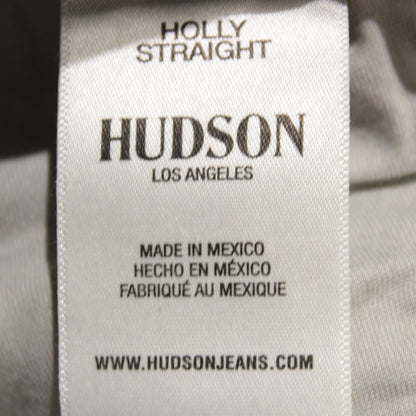 HOLLY
STRAIGHT
HUDSON
LOS ANGELES
MADE IN MEXICO
HECHO EN MÉXICO
FABRIQUÉ AU MEXIQUE
WWW.HUDSONJEANS.COM